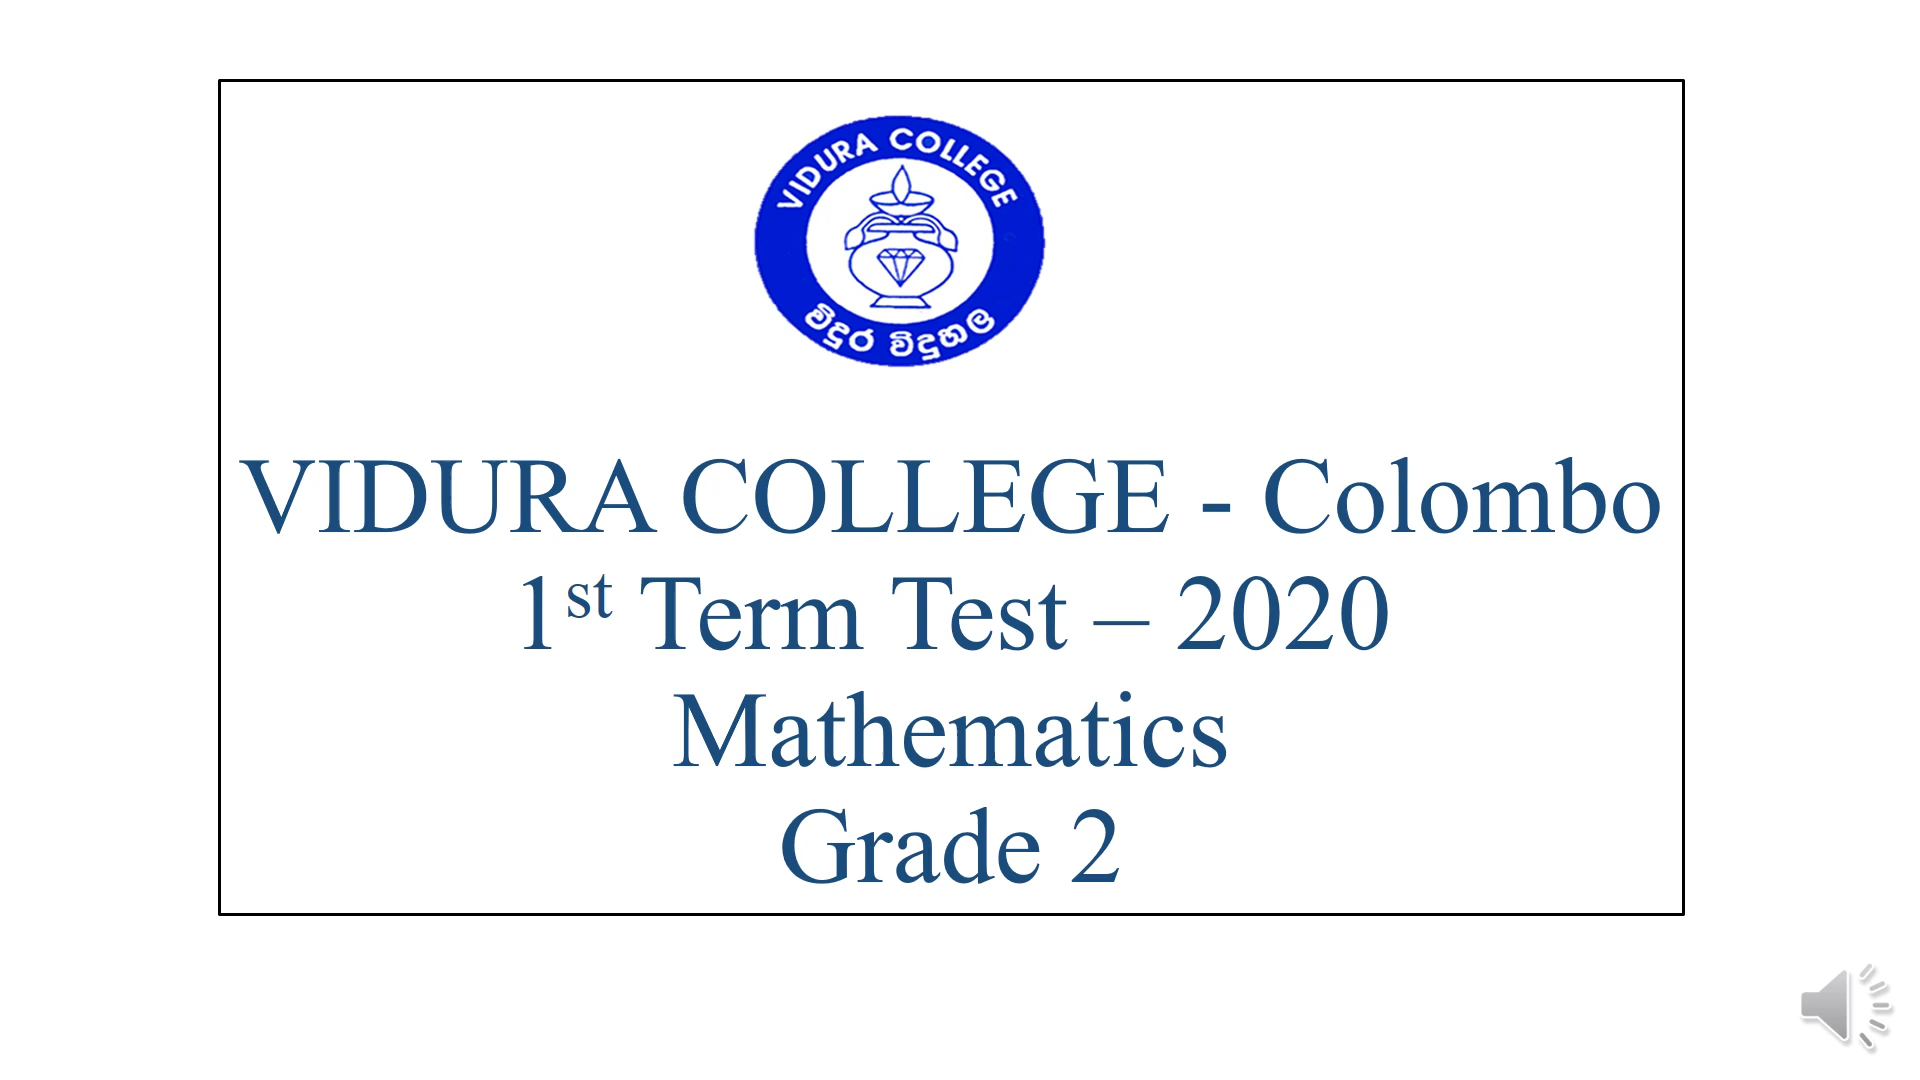 VIDURA COLLEGE
විදුර විදුහල
VIDURA COLLEGE - Colombo
1st Term Test – 2020
Mathematics
Grade 2